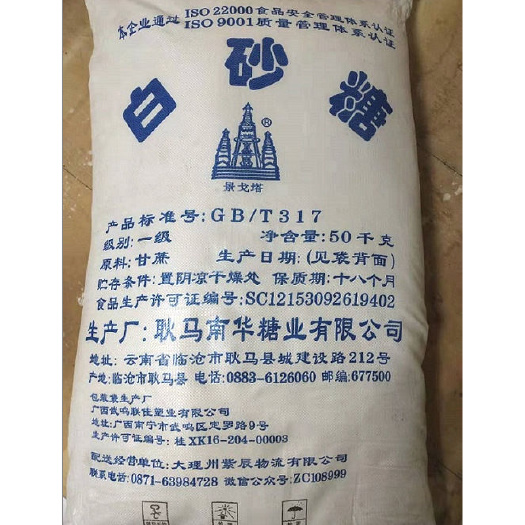 本企业通过ISO 22000食品安全管理体系认证
ISO 9001质量管理体系认证
白砂糖
®
景戈塔
产品标准号:GB/T317
级别:一级 净含量:50千克
原料:甘蔗 生产日期:(见袋背面)
贮存条件:置阴凉干燥处 保质期:十八个月
食品生产许可证编号:SC12153092619402
生产厂:耿马南华糖业有限公司
地址:云南省临沧市耿马县城建设路212号
产地:临沧市耿马县 电话:0883-6126060 邮编:677500
包装袋生产厂
广西武鸣联佳塑业有限公司
地址:广西南宁市武鸣区定罗路9号
生产许可证编号:桂XK16-204-00003
配送经营单位:大理州紫辰物流有限公司
联系电话:0871-63984728 微信公众号:ZC108999